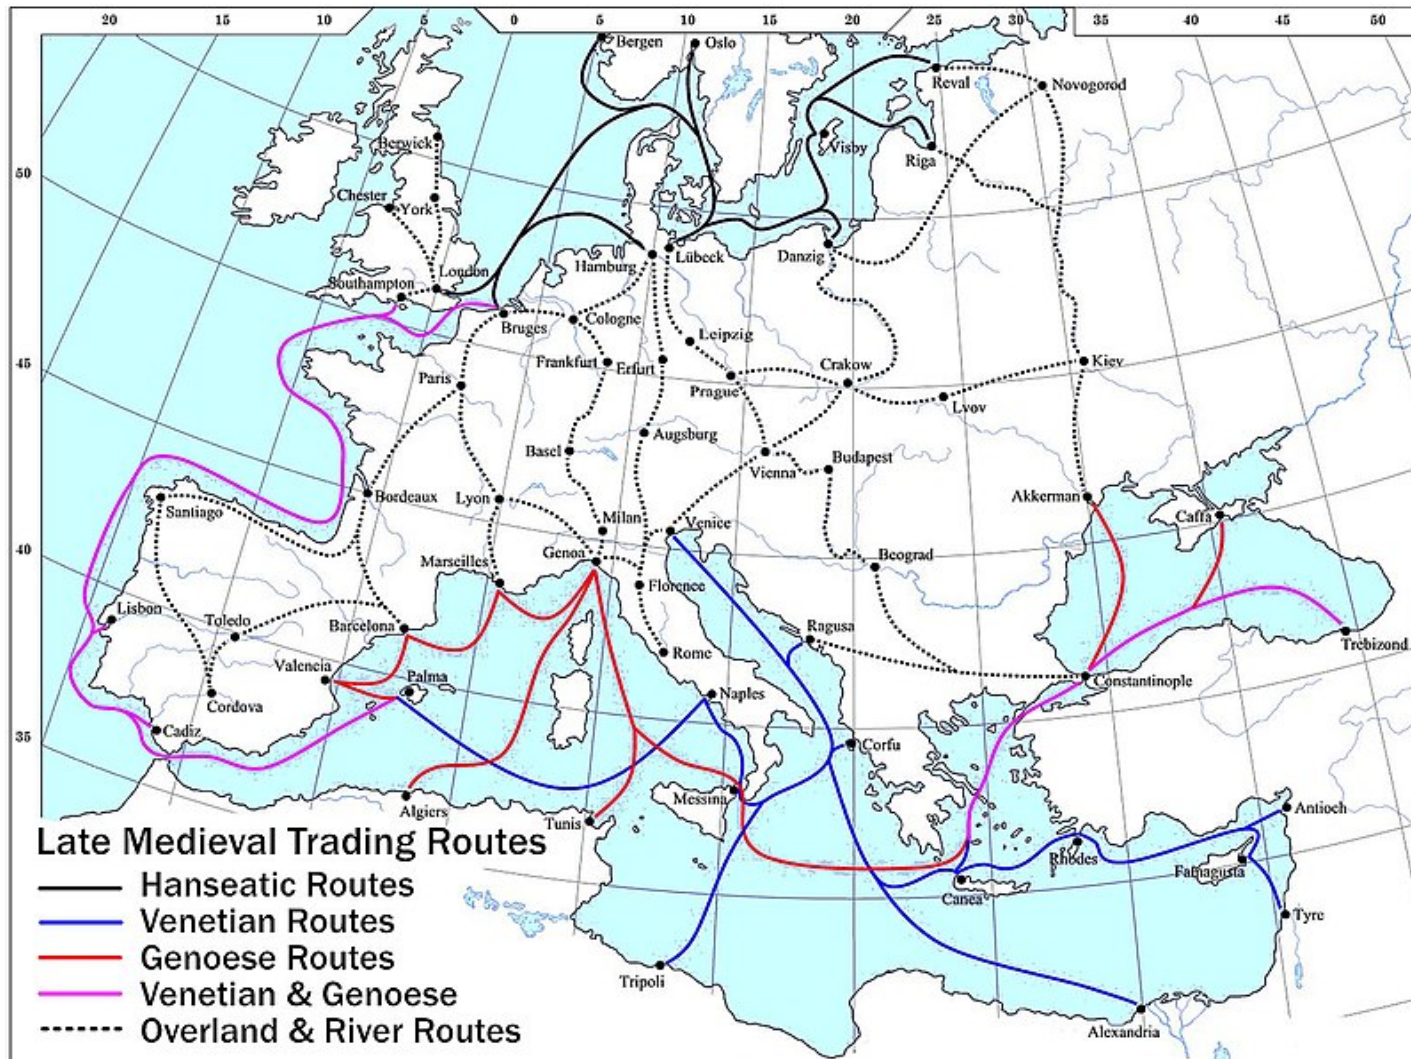 20 15 10 5 0 5 10 15 20 25 30 35 40 45 50
Bergen
Oslo
Reval
Novogorod
Berwick
Visby
Riga
50
Chester
York
London
Southampton
Hamburg
Lübeck
Danzig
Bruges
Cologne
Leipzig
45
Frankfurt
Erfurt
Crakow
Kiev
Paris
Prague
Lvov
Augsburg
Basel
Vienna
Budapest
Santiago
Bordeaux
Lyon
Milan
Venice
Akkerman
Caffa
40
Genoa
Beograd
Marseilles
Florence
Lisbon
Toledo
Barcelona
Ragusa
Rome
Trebizond
Valencia
Palma
Constantinople
Cordova
Naples
Cadiz
35
Corfu
Messina
Algiers
Tunis
Antioch
Rhodes
Famagusta
Canea
Tyre
Tripoli
Alexandria
Late Medieval Trading Routes
Hanseatic Routes
Venetian Routes
Genoese Routes
Venetian & Genoese
Overland & River Routes